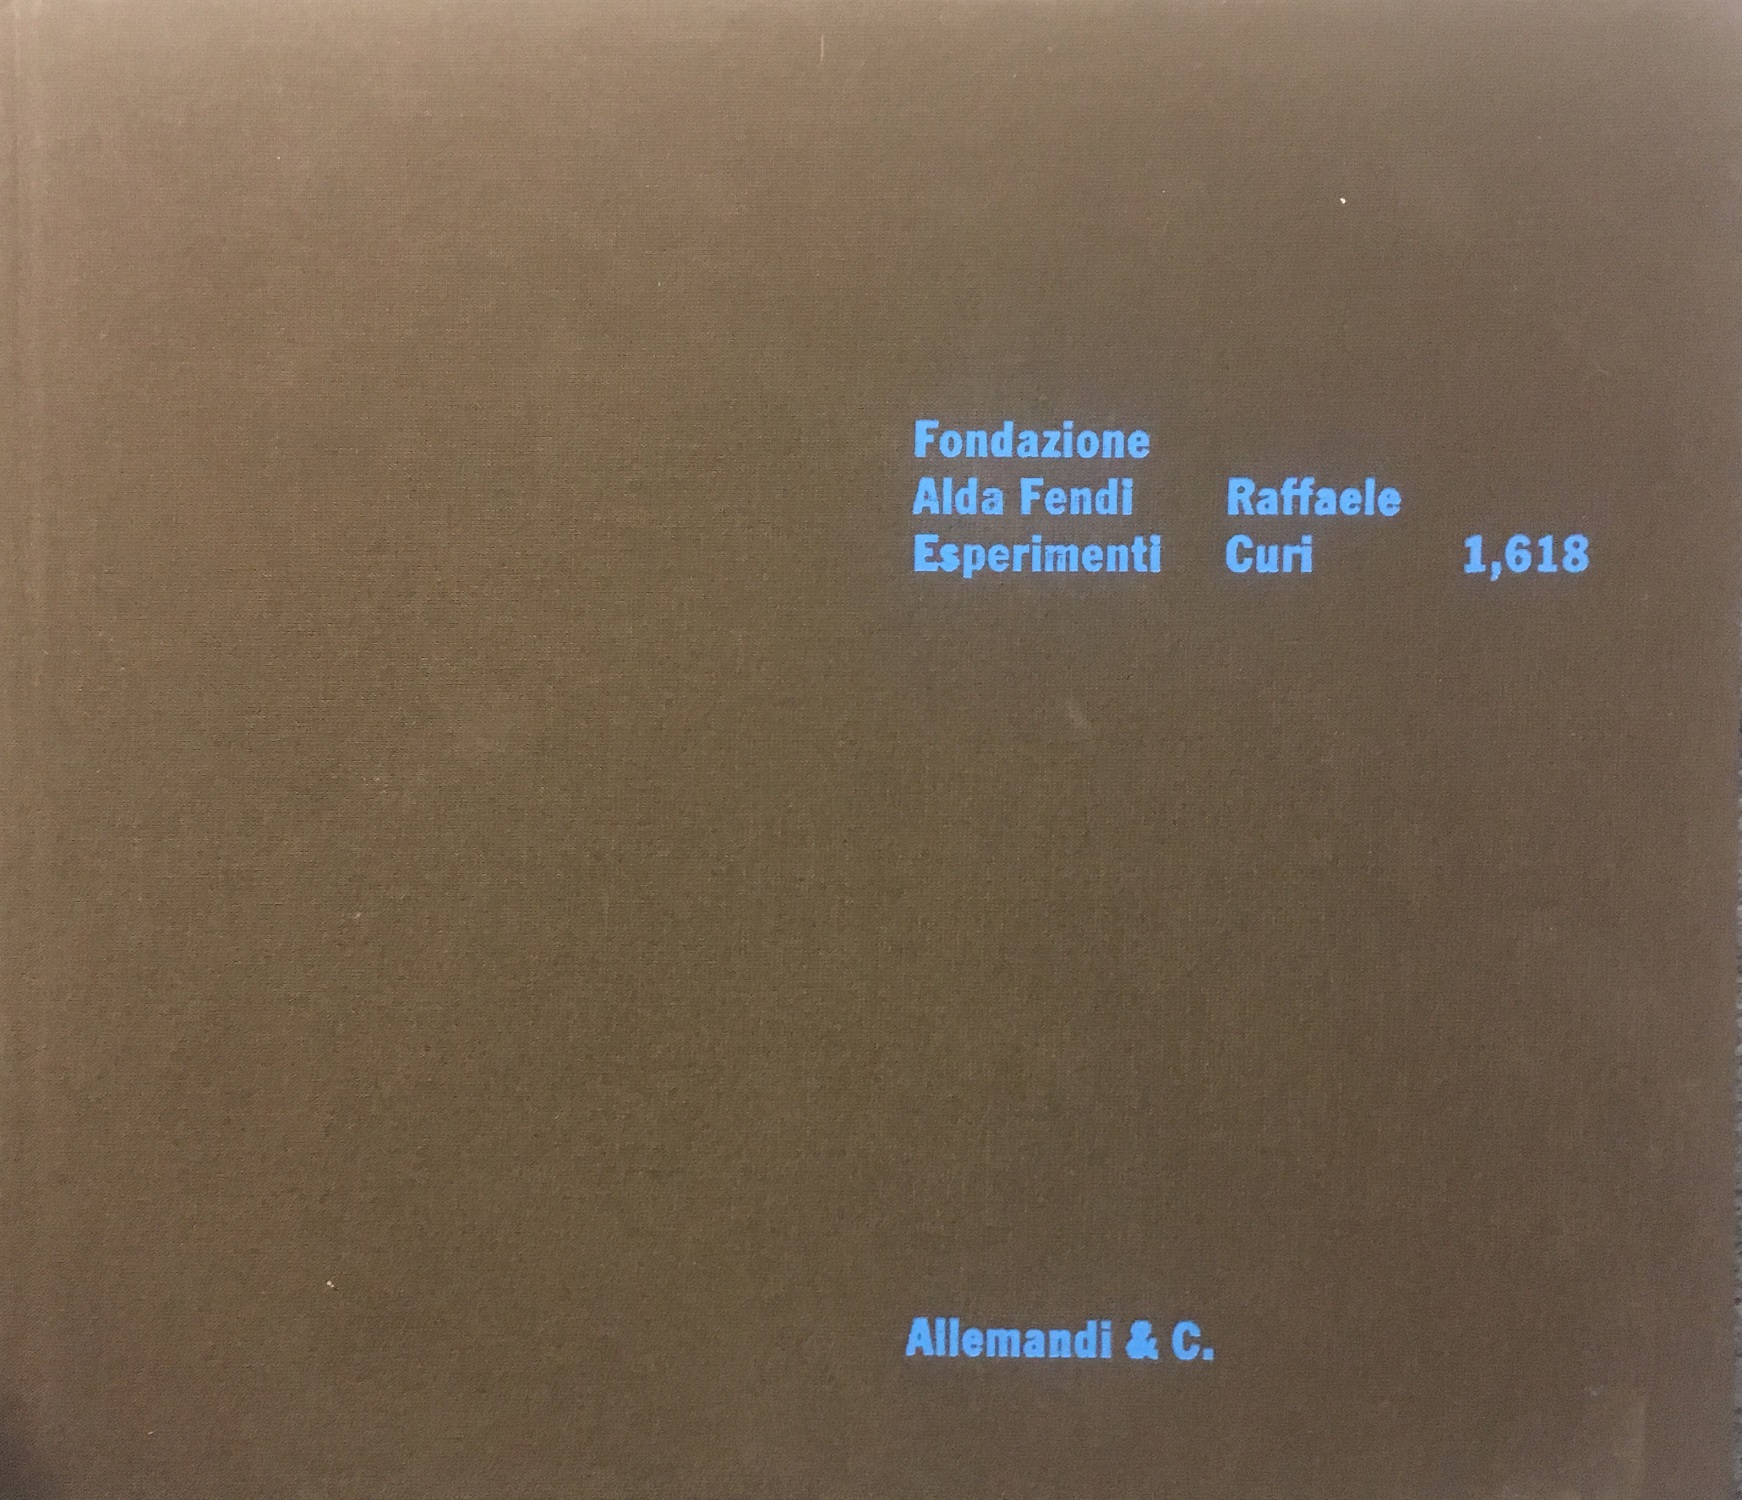 Fondazione
Alda Fendi Raffaele
Esperimenti Curi 1,618
Allemandi & C.